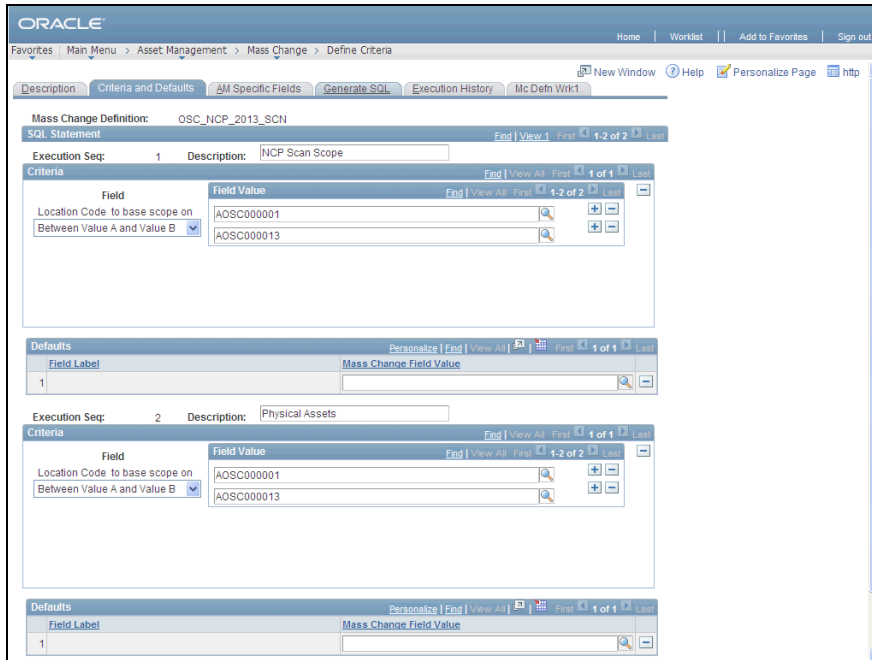 ORACLE
Home | Worklist || Add to Favorites | Sign out
Favorites | Main Menu > Asset Management > Mass Change > Define Criteria
New Window Help Personalize Page http
Description Criteria and Defaults AM Specific Fields Generate SQL Execution History Mc Defn Wrk1
Mass Change Definition: OSC_NCP_2013_SCN
SQL Statement Find | View 1 First 1-2 of 2 Last
Execution Seq: 1 Description: NCP Scan Scope
Criteria Find | View All First 1 of 1 Last
Field
Field Value Find | View All First 1-2 of 2 Last
Location Code to base scope on
Between Value A and Value B
AOSC000001
AOSC000013
Defaults Personalize | Find | View All | | First 1 of 1 Last
Field Label Mass Change Field Value
1
Execution Seq: 2 Description: Physical Assets
Criteria Find | View All First 1 of 1 Last
Field
Field Value Find | View All First 1-2 of 2 Last
Location Code to base scope on
Between Value A and Value B
AOSC000001
AOSC000013
Defaults Personalize | Find | View All | | First 1 of 1 Last
Field Label Mass Change Field Value
1